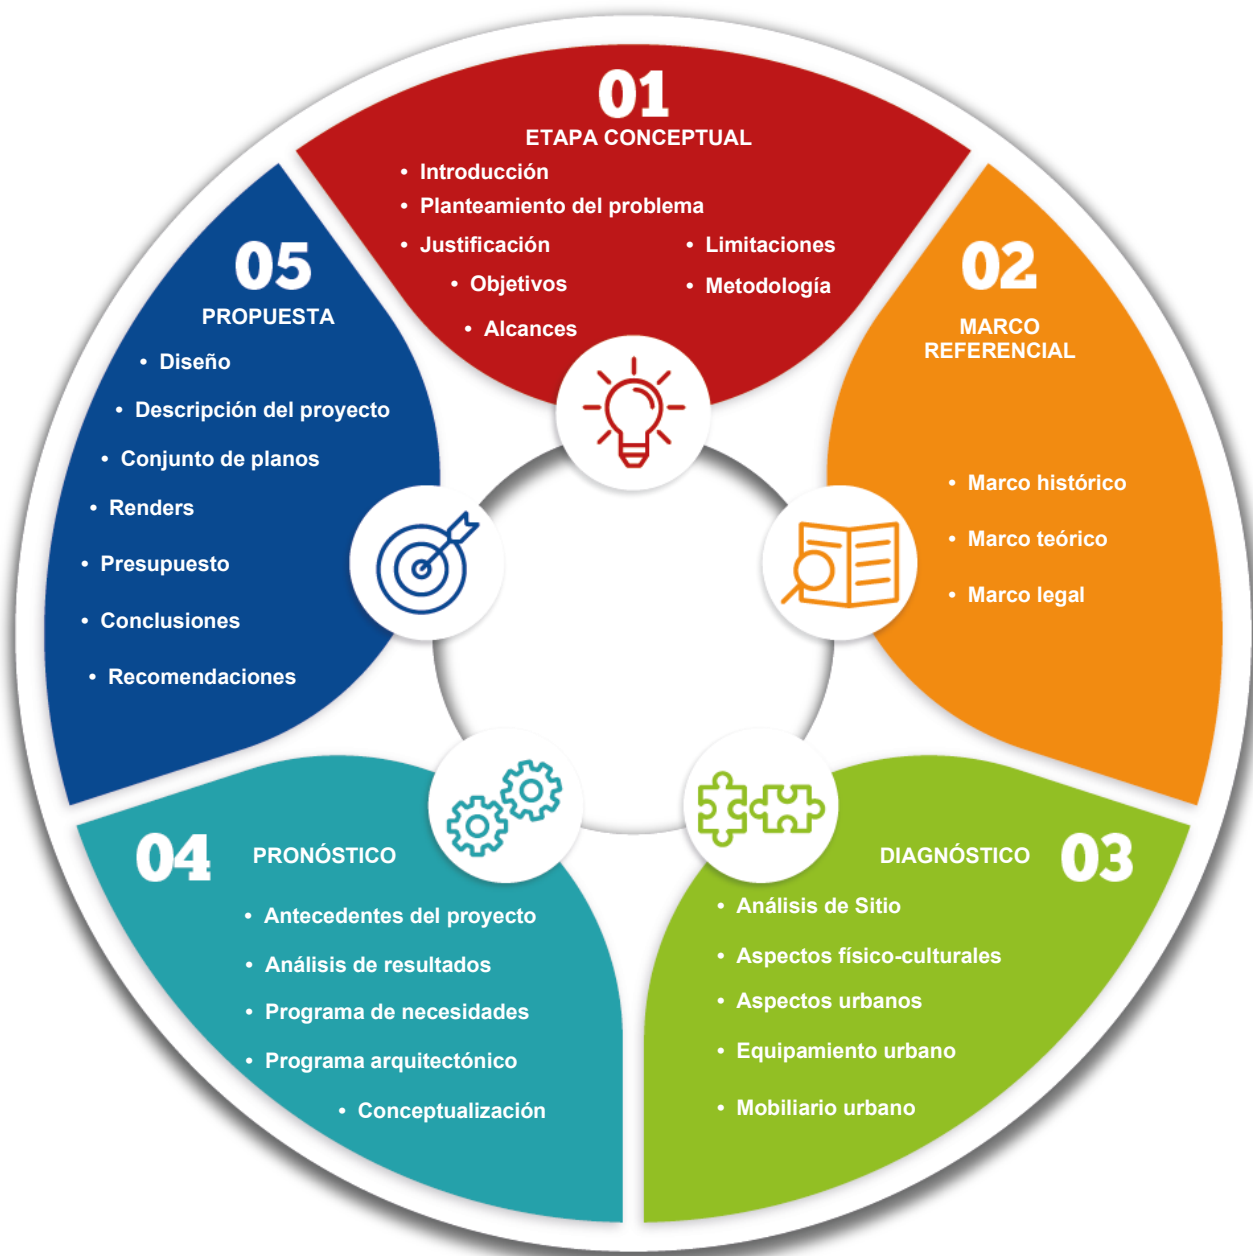 01
ETAPA CONCEPTUAL
• Introducción
• Planteamiento del problema
• Justificación
• Objetivos
• Alcances
• Limitaciones
• Metodología
02
MARCO
REFERENCIAL
• Marco histórico
• Marco teórico
• Marco legal
03
DIAGNÓSTICO
• Análisis de Sitio
• Aspectos físico-culturales
• Aspectos urbanos
• Equipamiento urbano
• Mobiliario urbano
04
PRONÓSTICO
• Antecedentes del proyecto
• Análisis de resultados
• Programa de necesidades
• Programa arquitectónico
• Conceptualización
05
PROPUESTA
• Diseño
• Descripción del proyecto
• Conjunto de planos
• Renders
• Presupuesto
• Conclusiones
• Recomendaciones